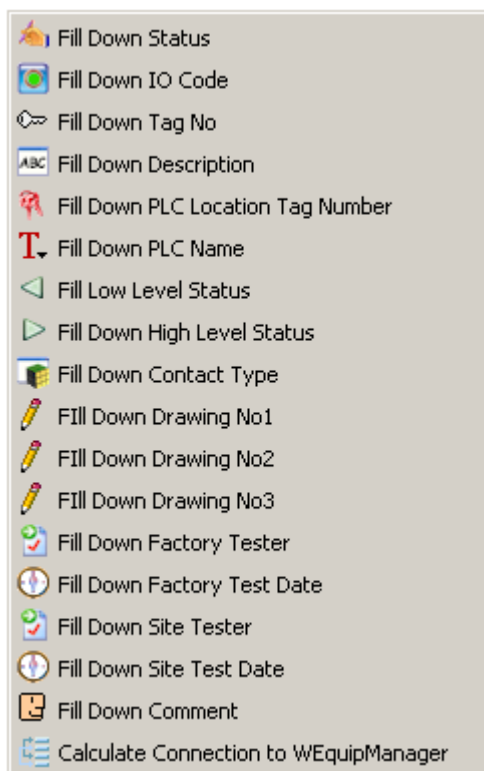 Fill Down Status
Fill Down IO Code
Fill Down Tag No
ABC Fill Down Description
Fill Down PLC Location Tag Number
T Fill Down PLC Name
Fill Low Level Status
Fill Down High Level Status
Fill Down Contact Type
FIll Down Drawing No1
FIll Down Drawing No2
FIll Down Drawing No3
Fill Down Factory Tester
Fill Down Factory Test Date
Fill Down Site Tester
Fill Down Site Test Date
Fill Down Comment
Calculate Connection to WEquipManager